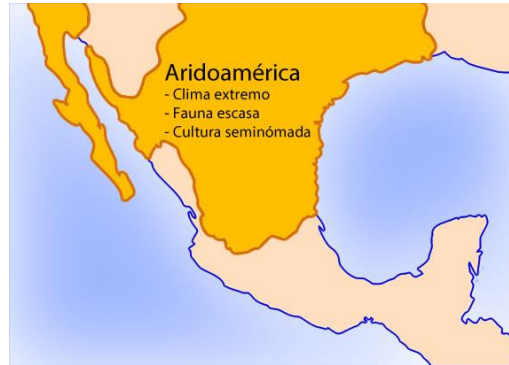 Aridoamérica
- Clima extremo
- Fauna escasa
- Cultura seminómada